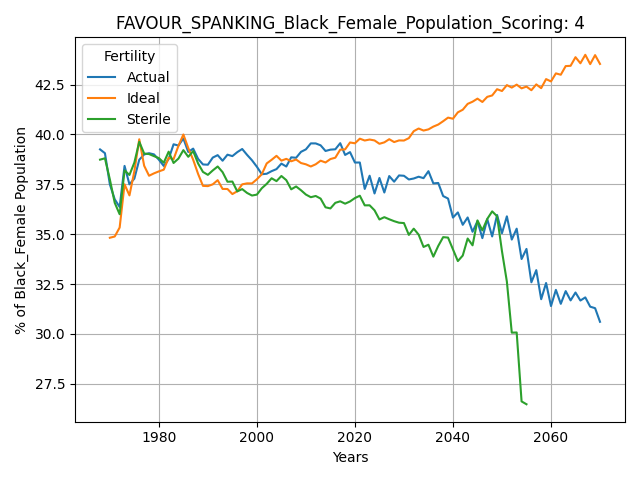 FAVOUR_SPANKING_Black_Female_Population_Scoring: 4
Fertility
Actual
Ideal
Sterile
% of Black_Female Population
42.5
40.0
37.5
35.0
32.5
30.0
27.5
1980
2000
2020
2040
2060
Years